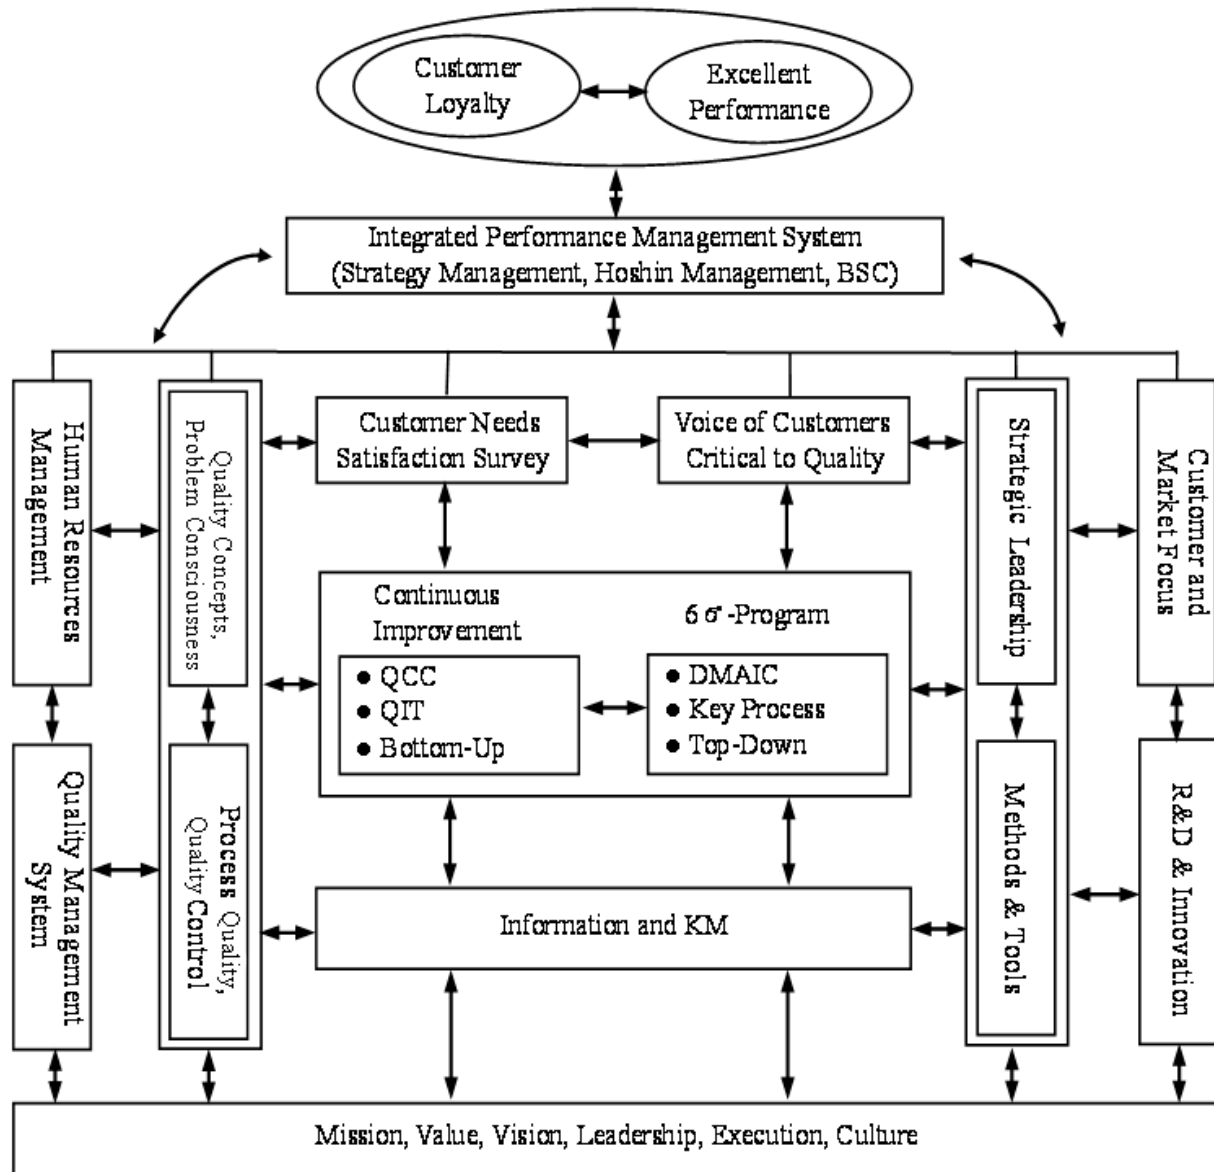 Customer
Loyalty
Excellent
Performance
Integrated Performance Management System
(Strategy Management, Hoshin Management, BSC)
Human Resources
Management
Quality Concepts,
Problem Consciousness
Customer Needs
Satisfaction Survey
Voice of Customers
Critical to Quality
Strategic Leadership
Customer and
Market Focus
Continuous
Improvement
● QCC
● QIT
● Bottom-Up
6σ-Program
● DMAIC
● Key Process
● Top-Down
Quality Management
System
Process Quality,
Quality Control
Information and KM
Methods & Tools
R&D & Innovation
Mission, Value, Vision, Leadership, Execution, Culture